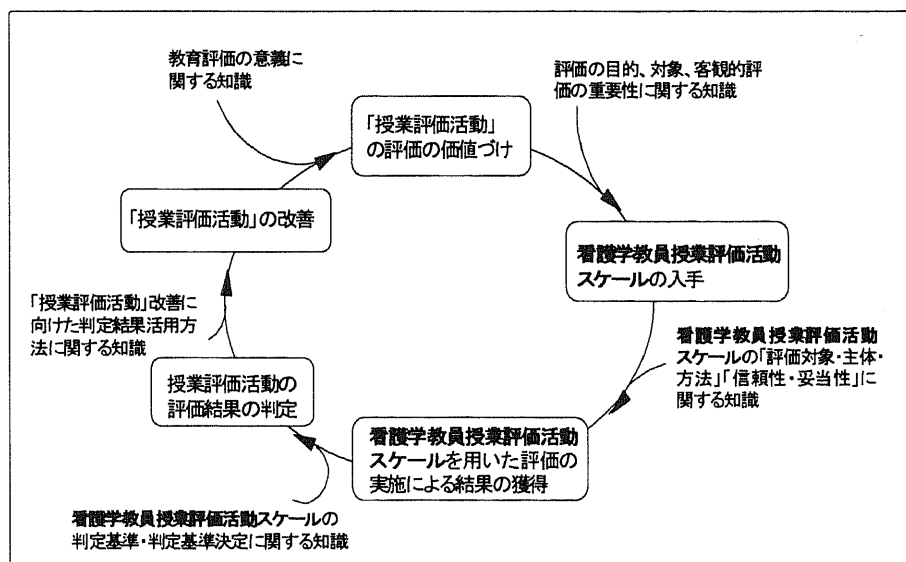 教育評価の意義に
関する知識
評価の目的、対象、客観的評
価の重要性に関する知識
「授業評価活動」
の評価の価値づけ
「授業評価活動」の改善
看護学教員授業評価活動
スケールの入手
「授業評価活動」改善に
向けた判定結果活用方
法に関する知識
看護学教員授業評価活動
スケールの「評価対象・主体・
方法」「信頼性・妥当性」に
関する知識
授業評価活動の
評価結果の判定
看護学教員授業評価活動
スケールを用いた評価の
実施による結果の獲得
看護学教員授業評価活動スケールの
判定基準・判定基準決定に関する知識